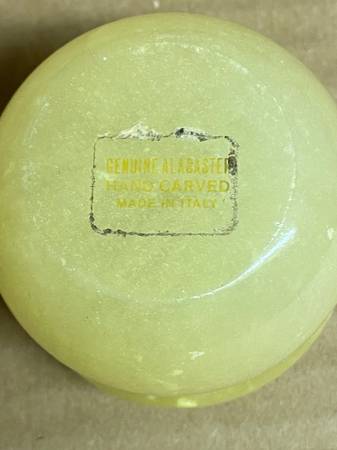 GENUINE ALABASTER
HAND CARVED
MADE IN ITALY